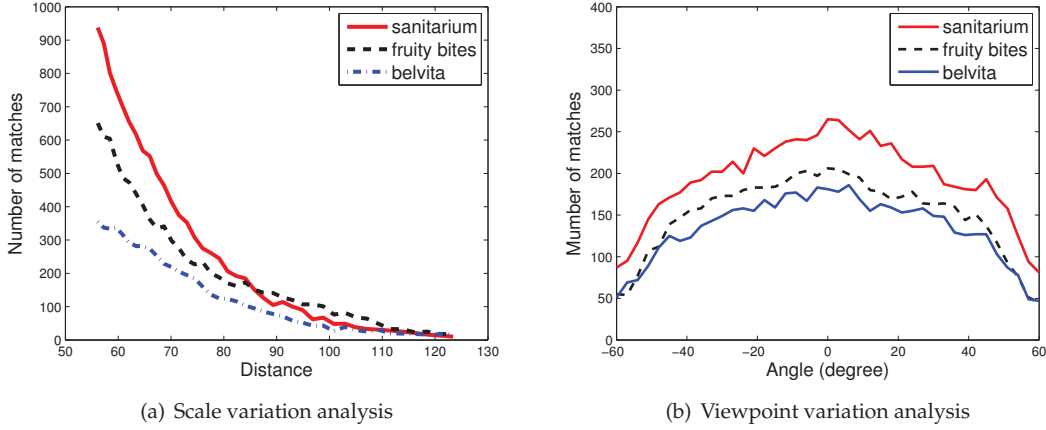 1000
900
800
700
600
500
400
300
200
100
0
50 60 70 80 90 100 110 120 130
Number of matches
Distance
sanitarium
fruity bites
belvita
(a) Scale variation analysis
400
350
300
250
200
150
100
50
0
−60 −40 −20 0 20 40 60
Mumber of matches
Angle (degree)
sanitarium
fruity bites
belvita
(b) Viewpoint variation analysis